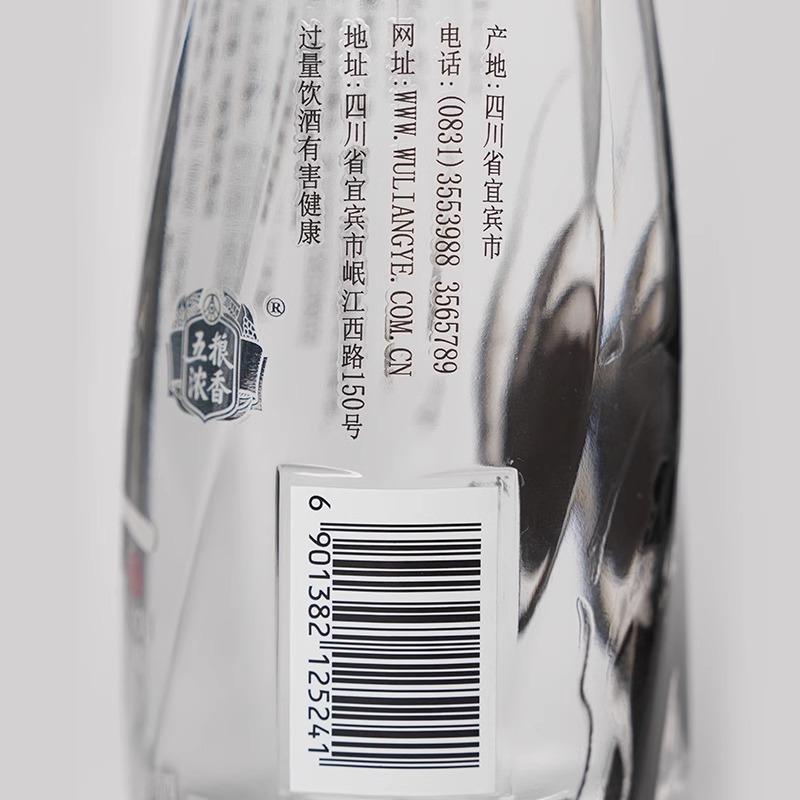 产地:四川省宜宾市
电话:(0831)3553988 3565789
网址:WWW.WULIANGYE.COM.CN
地址:四川省宜宾市岷江西路150号
过量饮酒有害健康
五粮
浓香
®
6 901382 125241